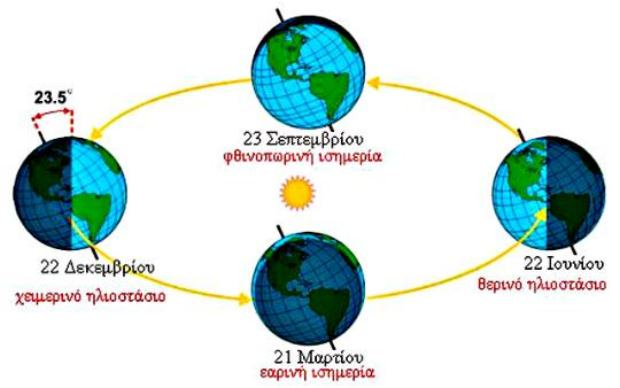 23.5°
23 Σεπτεμβρίου
φθινοπωρινή ισημερία
22 Δεκεμβρίου
χειμερινό ηλιοστάσιο
22 Ιουνίου
θερινό ηλιοστάσιο
21 Μαρτίου
εαρινή ισημερία